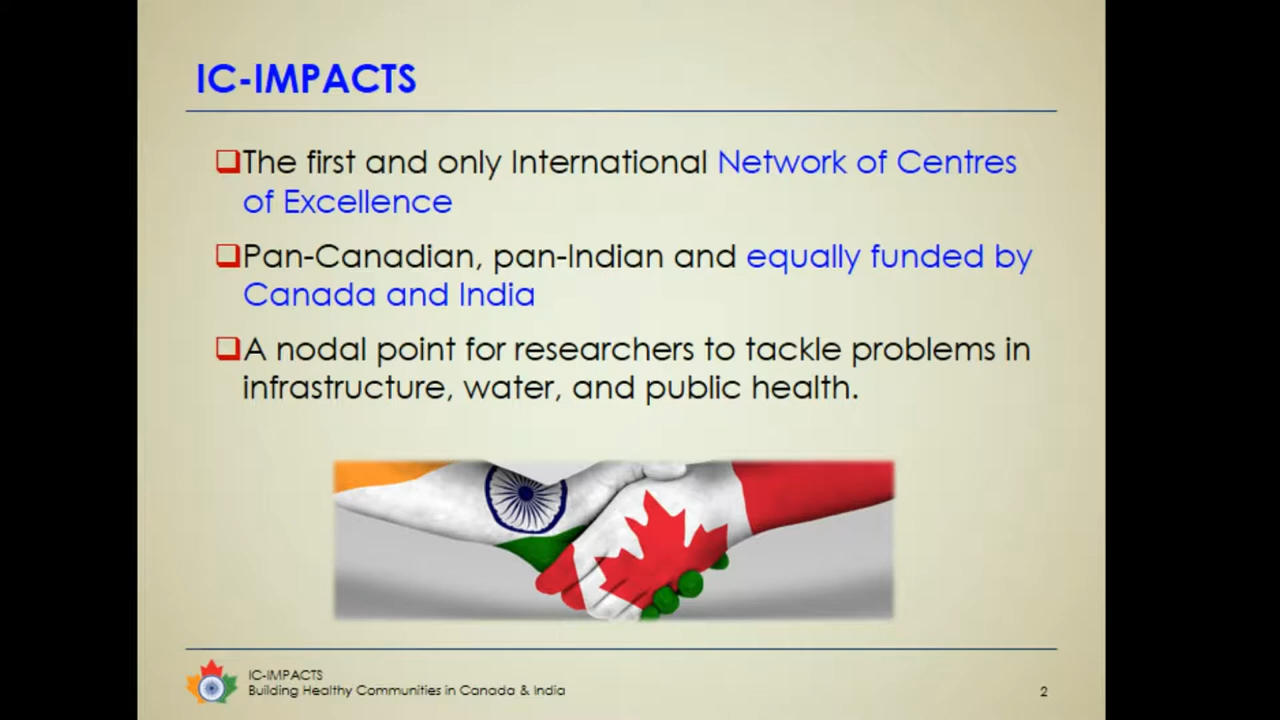 IC-IMPACTS
The first and only International Network of Centres
of Excellence
Pan-Canadian, pan-Indian and equally funded by
Canada and India
A nodal point for researchers to tackle problems in
infrastructure, water, and public health.
IC-IMPACTS
Building Healthy Communities in Canada & India
2